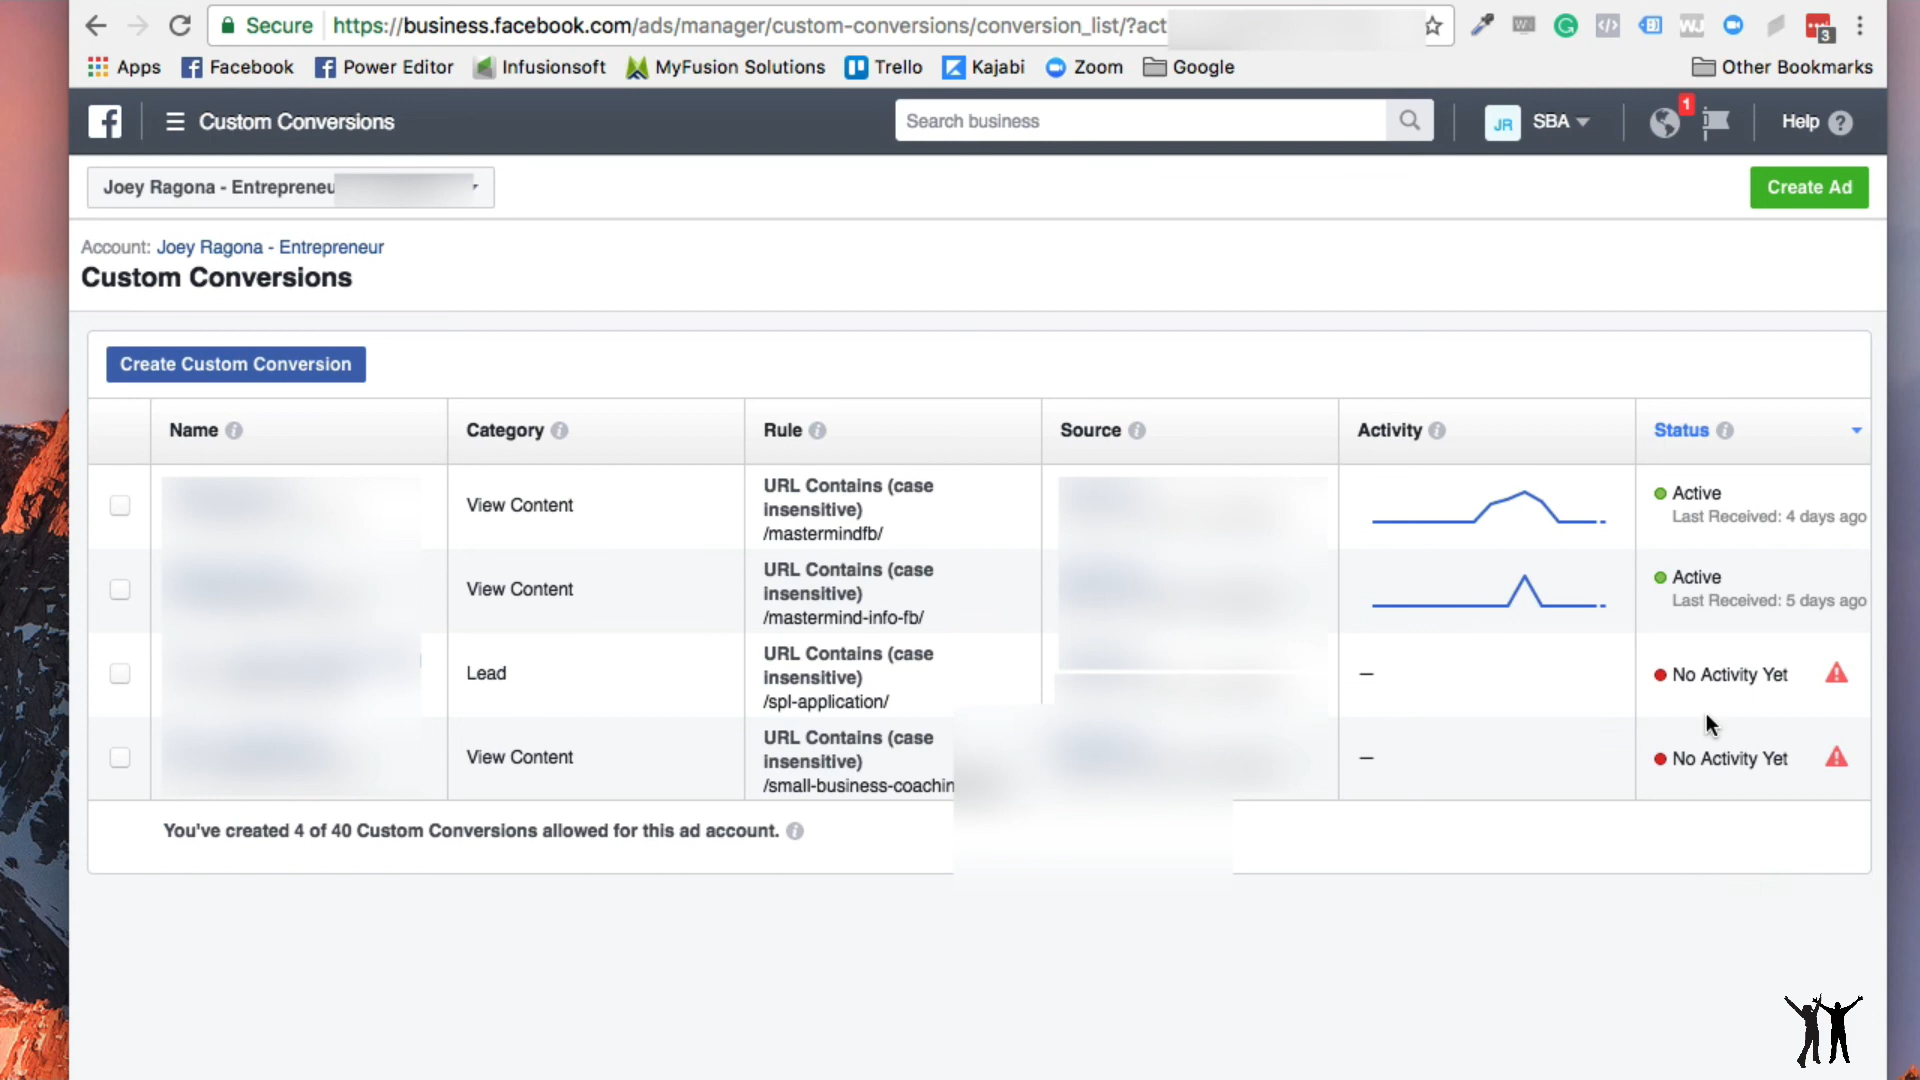 Secure https://business.facebook.com/ads/manager/custom-conversions/conversion_list/?act
3
Apps Facebook Power Editor Infusionsoft MyFusion Solutions Trello Kajabi Zoom Google Other Bookmarks
Custom Conversions Search business JR SBA 1 Help ?
Joey Ragona - Entrepreneu Create Ad
Account: Joey Ragona - Entrepreneur
Custom Conversions
Create Custom Conversion
Name Category Rule Source Activity Status
View Content
URL Contains (case
insensitive)
/mastermindfb/
Active
Last Received: 4 days ago
View Content
URL Contains (case
insensitive)
/mastermind-info-fb/
Active
Last Received: 5 days ago
Lead
URL Contains (case
insensitive)
/spl-application/
– No Activity Yet
View Content
URL Contains (case
insensitive)
/small-business-coachin
– No Activity Yet
You've created 4 of 40 Custom Conversions allowed for this ad account.